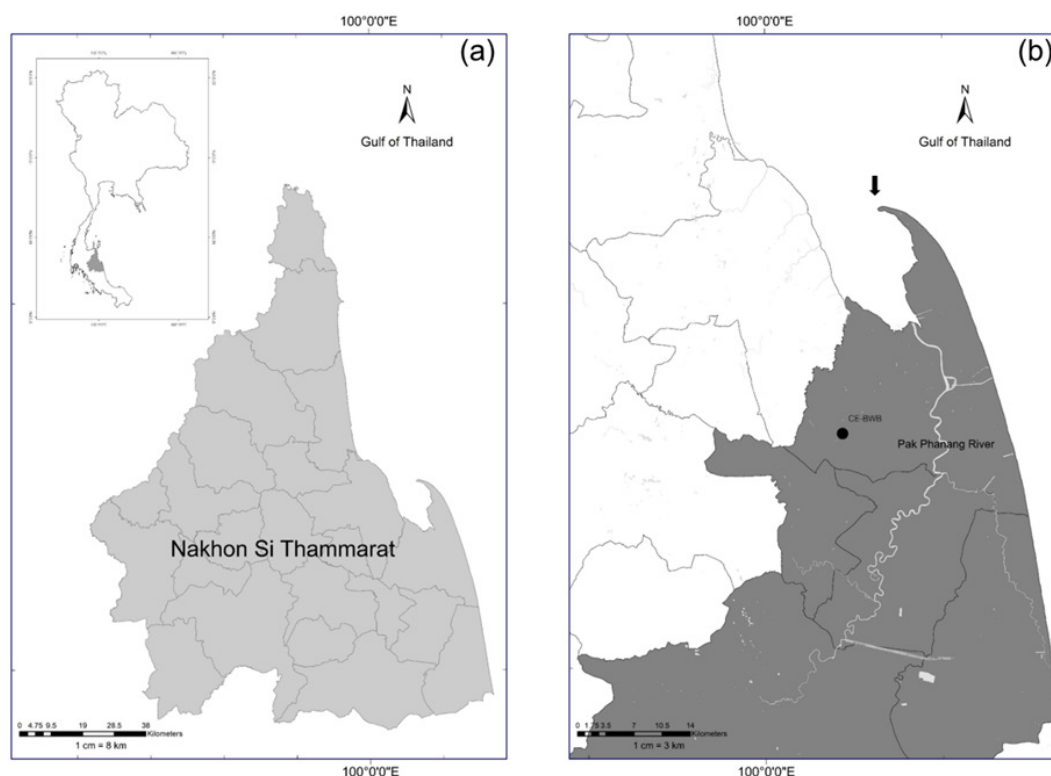 100°0'0"E
(a)
N
Gulf of Thailand
Nakhon Si Thammarat
0 4.75 9.5 19 28.5 38
Kilometers
1 cm = 8 km
100°0'0"E
100°0'0"E
(b)
N
Gulf of Thailand
CE-BWB
Pak Phanang River
0 1.75 3.5 7 10.5 14
Kilometers
1 cm = 3 km
100°0'0"E